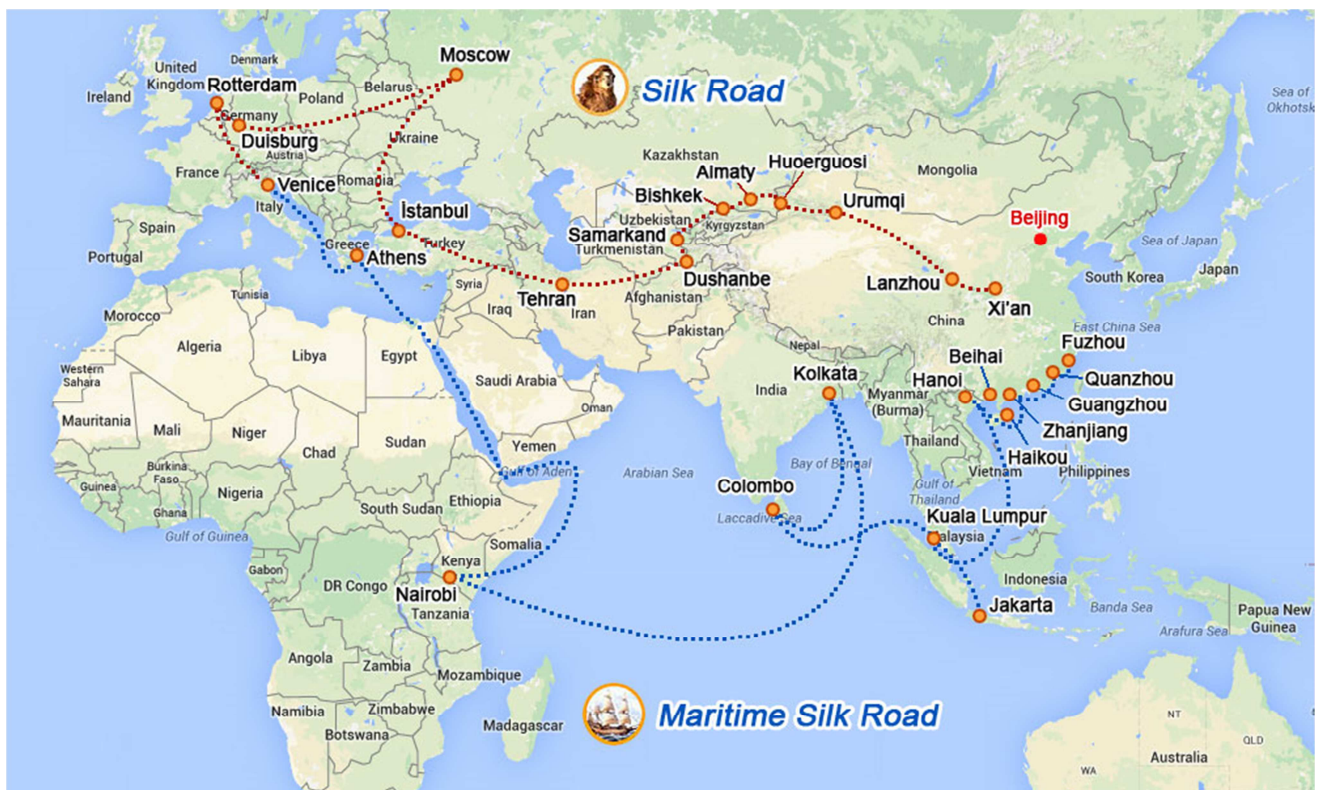 Moscow
Denmark
United
Kingdom
Rotterdam
Ireland
Belarus
Poland
Germany
Duisburg
Ukraine
Austria
France
Venice
Romania
Italy
İstanbul
Spain
Portugal
Greece
Turkey
Athens
Silk Road
Sea of
Okhotsk
Kazakhstan
Almaty
Huoerguosi
Mongolia
Bishkek
Urumqi
Uzbekistan
Kyrgyzstan
Samarkand
Turkmenistan
Beijing
Sea of Japan
Dushanbe
Lanzhou
South Korea
Japan
Tunisia
Syria
Tehran
Iran
Afghanistan
Xi'an
Morocco
Iraq
China
East China Sea
Pakistan
Algeria
Libya
Egypt
Nepal
Beihai
Fuzhou
Western
Sahara
Saudi Arabia
India
Kolkata
Hanoi
Quanzhou
Myanmar
(Burma)
Guangzhou
Oman
Mauritania
Mali
Niger
Chad
Sudan
Yemen
Thailand
Zhanjiang
Haikou
Burkina
Faso
Gulf of Aden
Arabian Sea
Bay of Bengal
Vietnam
Philippines
Guinea
Nigeria
Ethiopia
Gulf of
Thailand
Ghana
South Sudan
Colombo
Laccadive Sea
Kuala Lumpur
Malaysia
Gulf of Guinea
Somalia
Gabon
Kenya
DR Congo
Nairobi
Indonesia
Tanzania
Jakarta
Banda Sea
Papua New
Guinea
Arafura Sea
Angola
Zambia
Mozambique
Namibia
Zimbabwe
Botswana
Madagascar
Maritime Silk Road
NT
QLD
Australia
WA